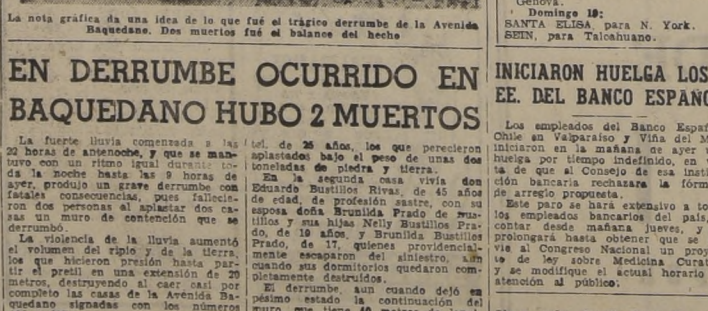 La nota gráfica da una idea de lo que fué el trágico derrumbe de la Avenida
Baquedano. Dos muertos fué el balance del hecho
EN DERRUMBE OCURRIDO EN
BAQUEDANO HUBO 2 MUERTOS
La fuerte lluvia comenzada a las
22 horas de antenoche, y que se man-
tuvo con un ritmo igual durante to-
da la noche hasta las 9 horas de
ayer, produjo un grave derrumbe con
fatales consecuencias, pues fallecie-
ron dos personas al aplastar dos ca-
sas un muro de contención que se
derrumbó.
La violencia de la lluvia aumentó
el volumen del ripio y de la tierra,
los que hicieron presión hasta par-
tir el pretil en una extensión de 20
metros, destruyendo al caer casi por
completo las casas de la Avenida Ba-
quedano signadas con los números
tel. de 25 años, los que perecieron
aplastados bajo el peso de unas dos
toneladas de piedra y tierra.
En la segunda casa vivía don
Eduardo Bustillos Rivas, de 45 años
de edad, de profesión sastre, con su
esposa doña Brunilda Prado de Bus-
tillos y sus hijas Nelly Bustillos Pra-
do, de 19 años, y Brunilda Bustillos
Prado, de 17, quienes providencial-
mente escaparon del siniestro, aun
cuando sus dormitorios quedaron com-
pletamente destruídos.
El derrumbe, aun cuando dejó en
pésimo estado la continuación del
Genova.
Domingo 19:
SANTA ELISA, para N. York.
SEIN, para Talcahuano.
INICIARON HUELGA LOS
EE. DEL BANCO ESPAÑO
Los empleados del Banco Espa
Chile en Valparaíso y Viña del M
iniciaron en la mañana de ayer
huelga por tiempo indefinido, en
ta de que al Consejo de esa insti
ción bancaria rechazara la fórm
de arreglo propuesta.
Este paro se hará extensivo a to
los empleados bancarios del país,
contar desde mañana jueves, y
prolongará hasta obtener que se
vie al Congreso Nacional un proy
to de ley sobre Medicina Curat
y se modifique el actual horario
atención al público.